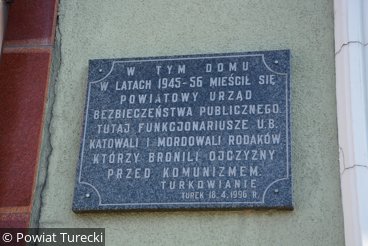 W TYM DOMU
W LATACH 1945-56 MIEŚCIŁ SIĘ
POWIATOWY URZĄD
BEZPIECZEŃSTWA PUBLICZNEGO.
TUTAJ FUNKCJONARIUSZE U.B.
KATOWALI I MORDOWALI RODAKÓW
KTÓRZY BRONILI OJCZYZNY
PRZED KOMUNIZMEM.
TURKOWIANIE
TUREK 18.4.1996 R.
© Powiat Turecki